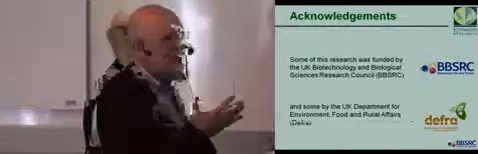 Acknowledgements
Some of this research was funded by
the UK Biotechnology and Biological
Sciences Research Council (BBSRC)
BBSRC
and some by the UK Department for
Environment, Food and Rural Affairs
(Defra)
defra
BBSRC